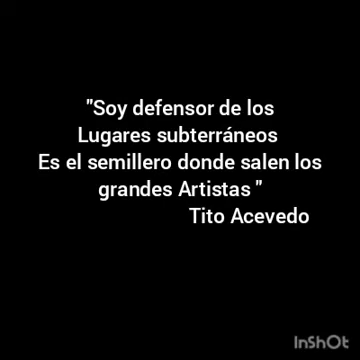 "Soy defensor de los
Lugares subterráneos
Es el semillero donde salen los
grandes Artistas "
Tito Acevedo
InShOt